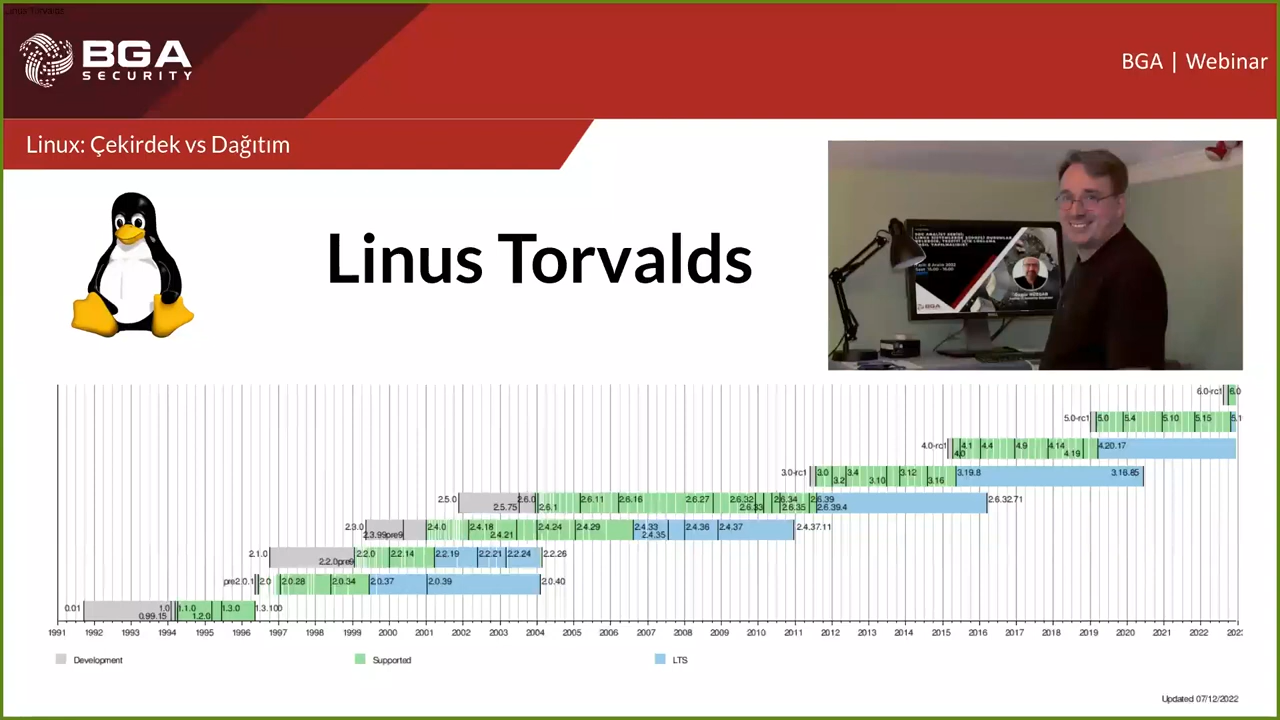 Linus Torvalds
BGA
SECURITY
BGA | Webinar
Linux: Çekirdek vs Dağıtım
Linus Torvalds
BGA
6.0-rc1 6.0
5.0-rc1 5.0 5.4 5.10 5.15 5.1
4.0-rc1 4.1 4.4 4.9 4.14 4.20.17
4.0 4.19
3.0-rc1 3.0 3.4 3.12 3.19.8 3.16.85
3.2 3.10 3.16
2.5.0 2.6.0 2.6.11 2.6.16 2.6.27 2.6.32 2.6.34 2.6.39 2.6.32.71
2.5.75 2.6.1 2.6.33 2.6.35 2.6.39.4
2.3.0 2.4.0 2.4.18 2.4.24 2.4.29 2.4.33 2.4.36 2.4.37 2.4.37.11
2.3.99pre9 2.4.21 2.4.35
2.1.0 2.2.0 2.2.14 2.2.19 2.2.21 2.2.24 2.2.26
2.2.0pre9
pre2.0.1 2.0 2.0.28 2.0.34 2.0.37 2.0.39 2.0.40
0.01 1.0 1.1.0 1.3.0 1.3.100
0.99.15 1.2.0
1991 1992 1993 1994 1995 1996 1997 1998 1999 2000 2001 2002 2003 2004 2005 2006 2007 2008 2009 2010 2011 2012 2013 2014 2015 2016 2017 2018 2019 2020 2021 2022 202
Development Supported LTS
Updated 07/12/2022